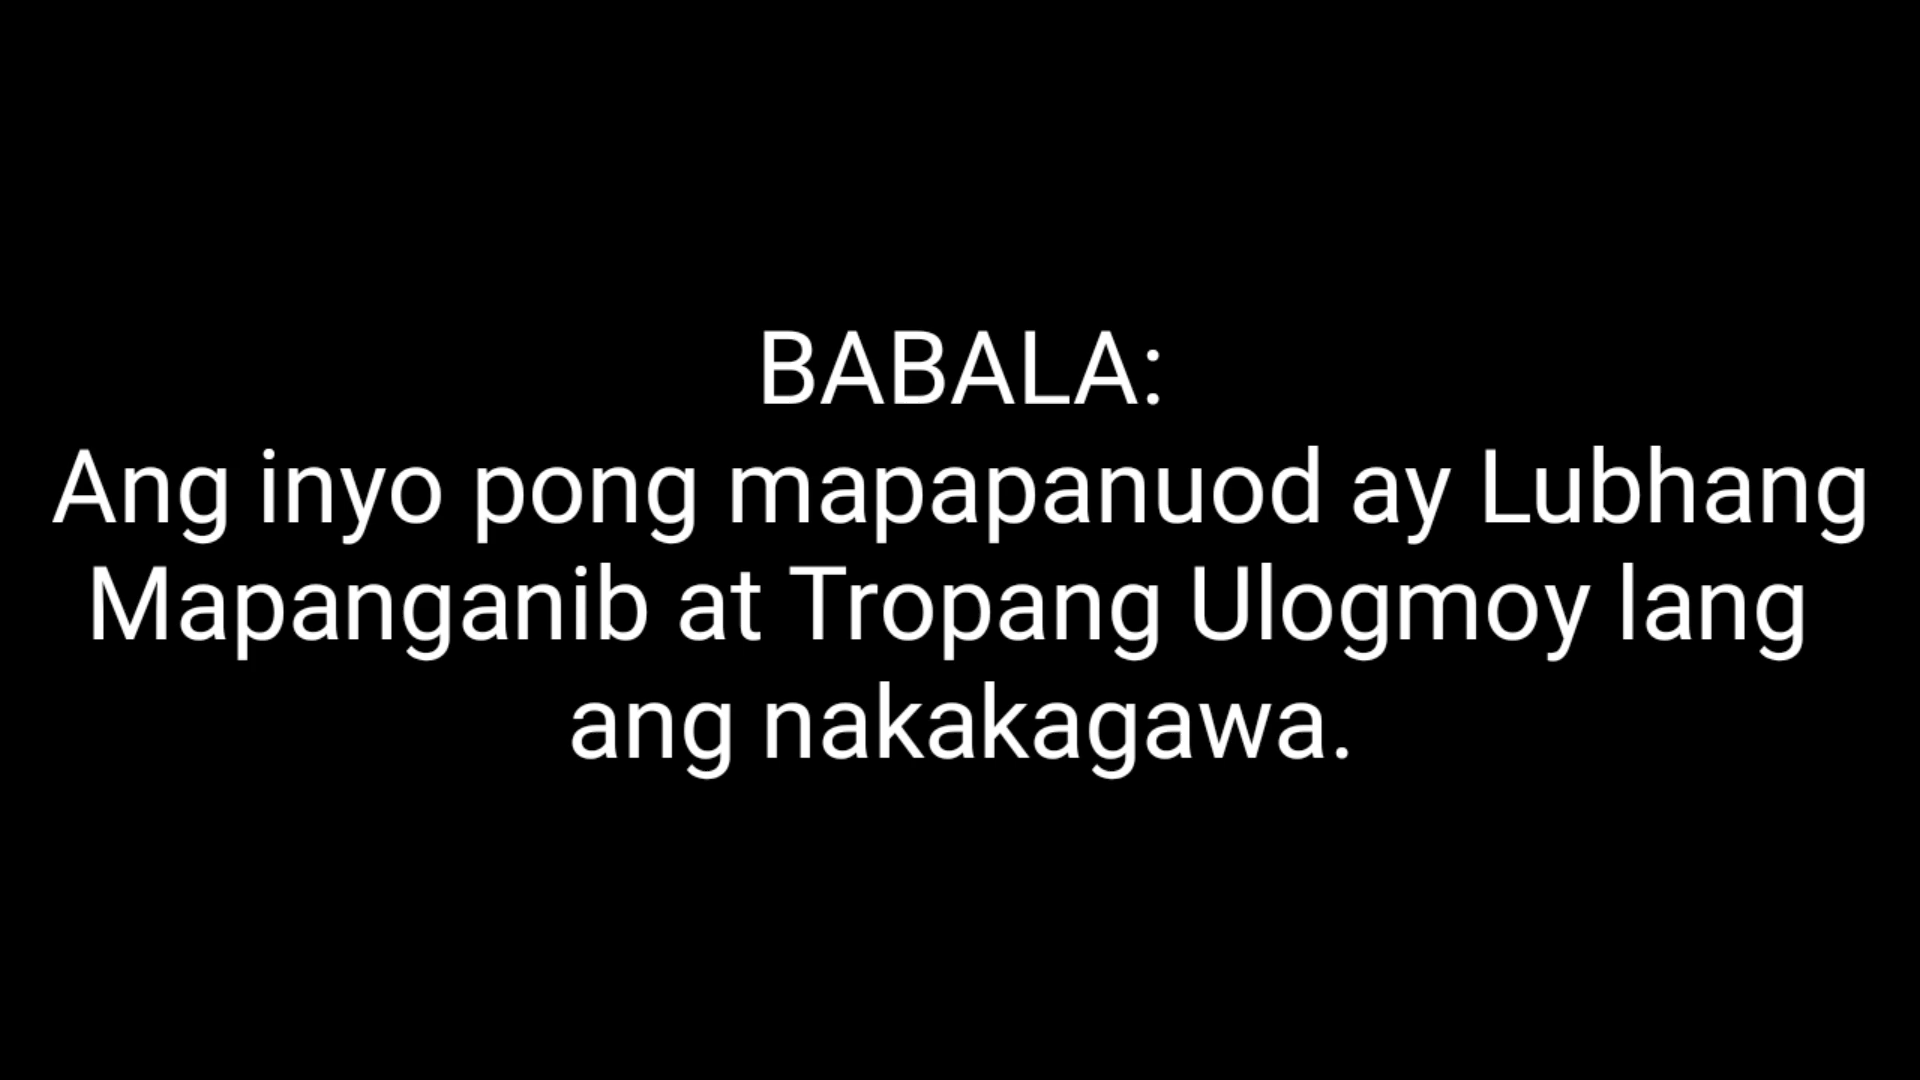 BABALA:
Ang inyo pong mapapanuod ay Lubhang
Mapanganib at Tropang Ulogmoy lang
ang nakakagawa.